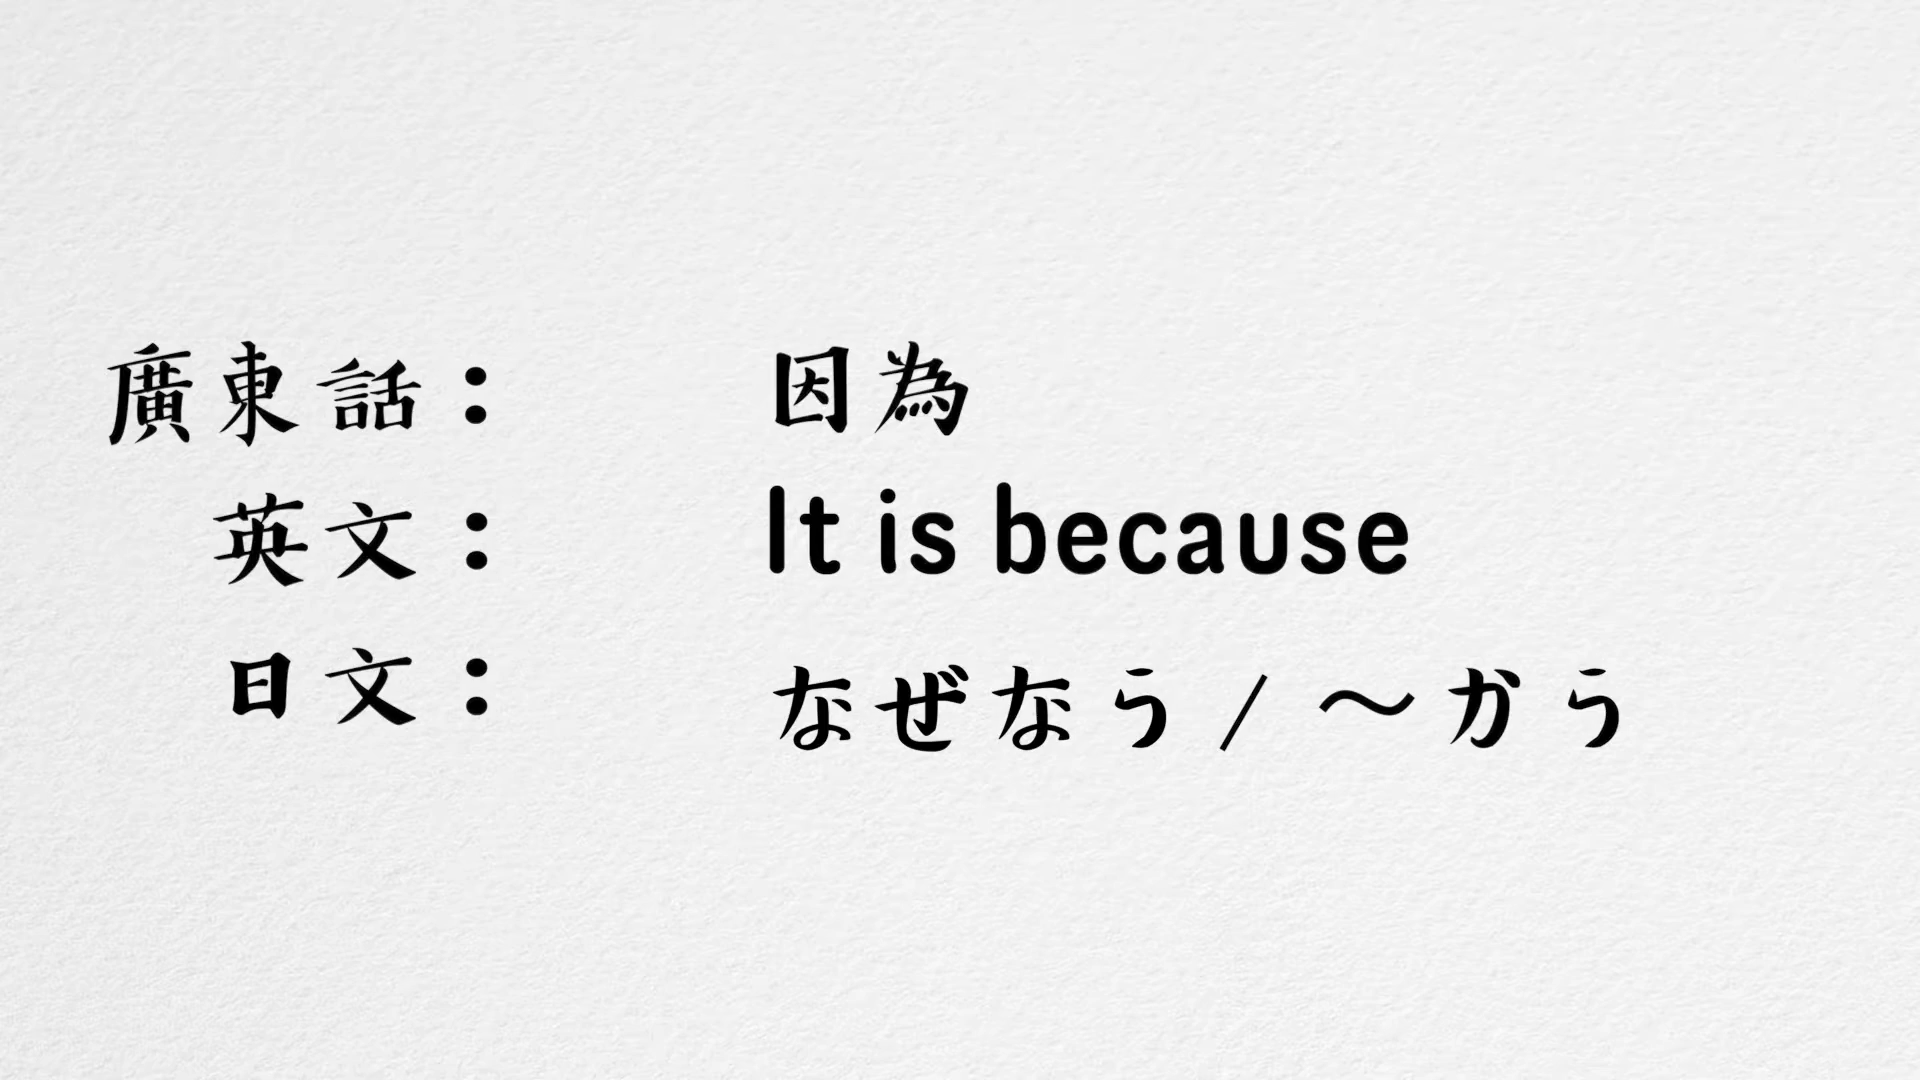 廣東話： 因為
英文： It is because
日文： なぜなら / ～から